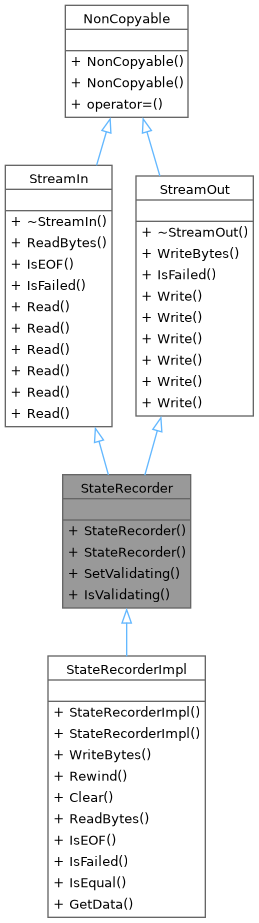 NonCopyable
+ NonCopyable()
+ NonCopyable()
+ operator=()
StreamIn
+ ~StreamIn()
+ ReadBytes()
+ IsEOF()
+ IsFailed()
+ Read()
+ Read()
+ Read()
+ Read()
+ Read()
+ Read()
StreamOut
+ ~StreamOut()
+ WriteBytes()
+ IsFailed()
+ Write()
+ Write()
+ Write()
+ Write()
+ Write()
+ Write()
StateRecorder
+ StateRecorder()
+ StateRecorder()
+ SetValidating()
+ IsValidating()
StateRecorderImpl
+ StateRecorderImpl()
+ StateRecorderImpl()
+ WriteBytes()
+ Rewind()
+ Clear()
+ ReadBytes()
+ IsEOF()
+ IsFailed()
+ IsEqual()
+ GetData()